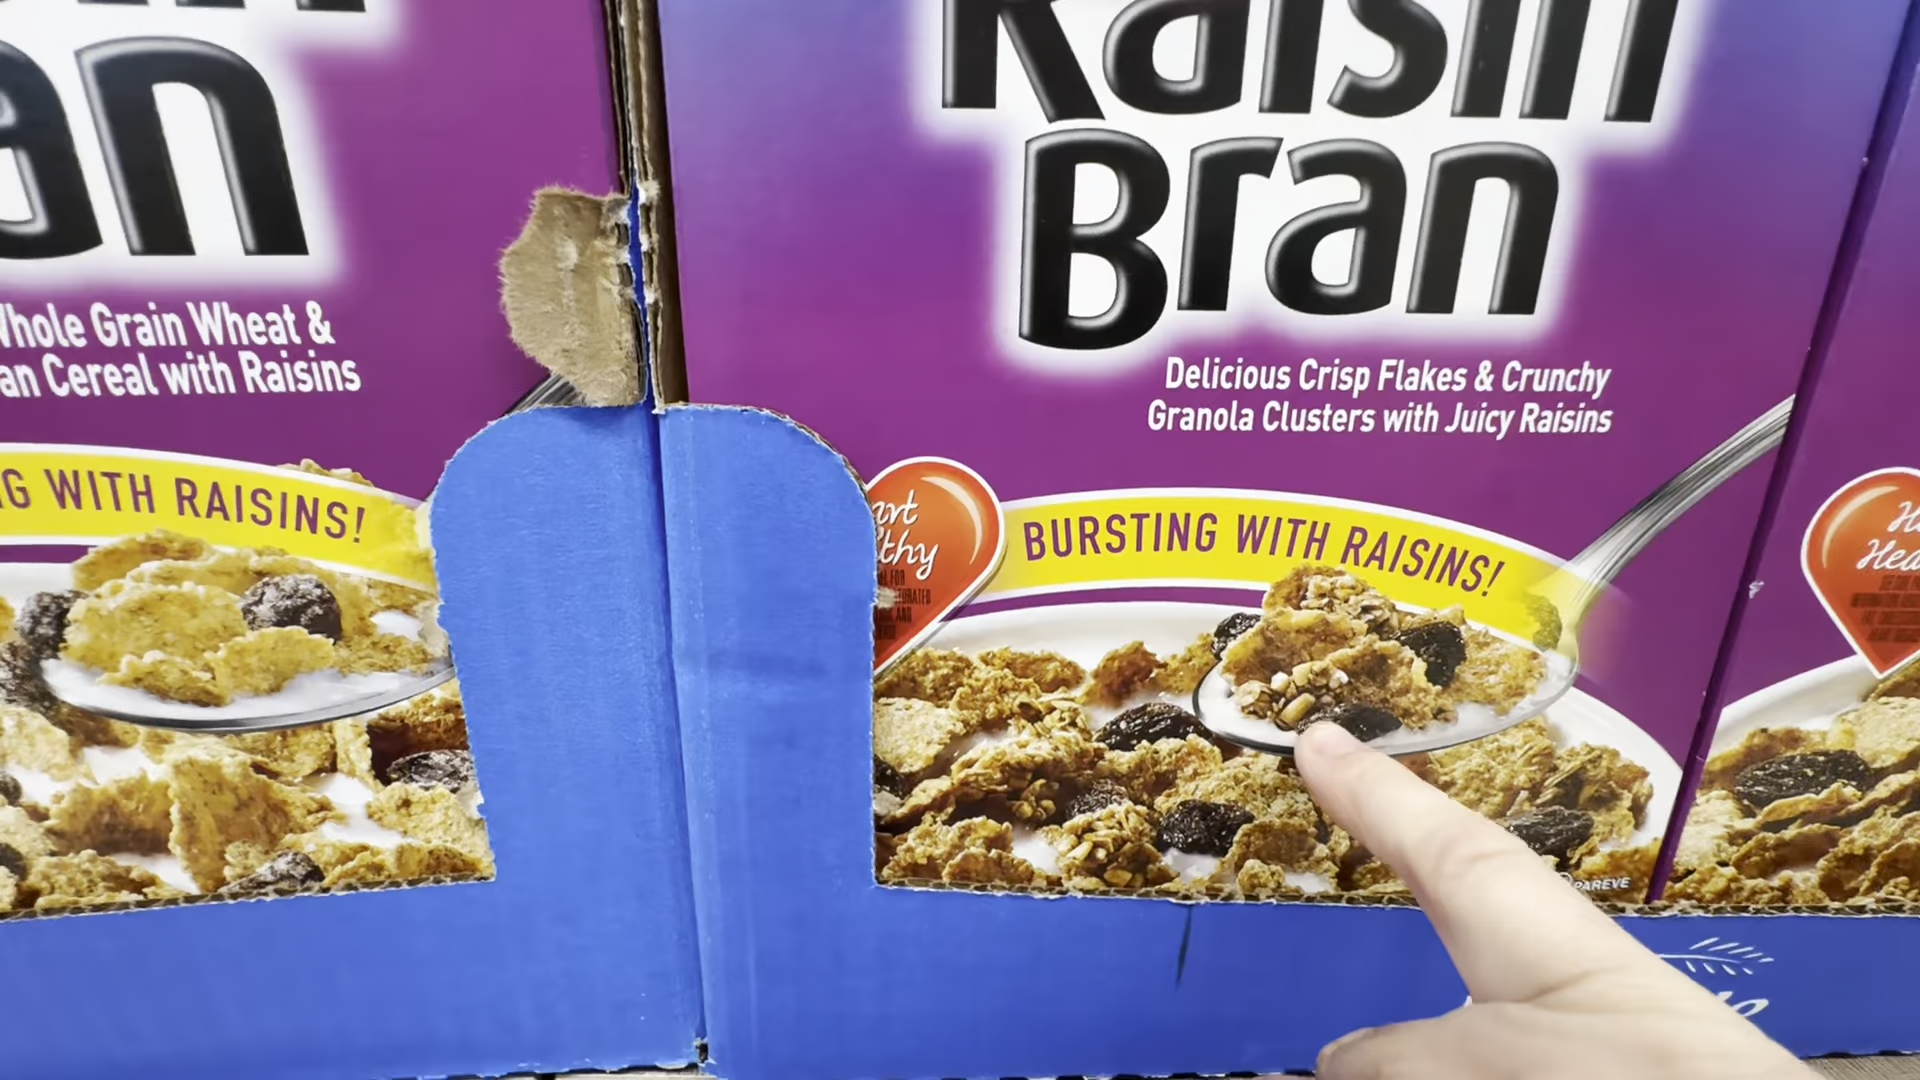 an
Whole Grain Wheat &
an Cereal with Raisins
G WITH RAISINS!
Raisin
Bran
Delicious Crisp Flakes & Crunchy
Granola Clusters with Juicy Raisins
BURSTING WITH RAISINS!
PAREVE